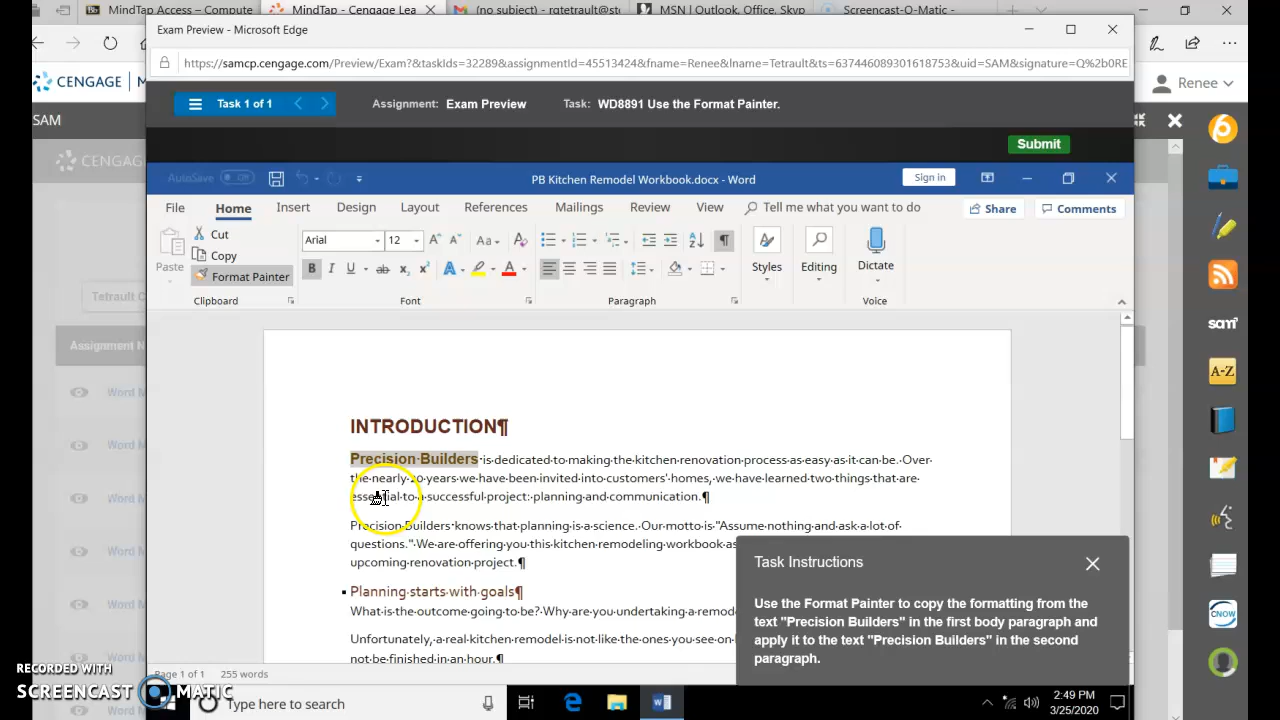 MindTap Access – Compute
MindTap - Cengage Lea
(no subject) - rgtetrault@st
MSN | Outlook, Office, Skyp
Screencast-O-Matic -
Exam Preview - Microsoft Edge
https://samcp.cengage.com/Preview/Exam?&taskIds=32289&assignmentId=45513424&fname=Renee&lname=Tetrault&ts=637446089301618753&uid=SAM&signature=Q%2b0RE
CENGAGE
Renee
Task 1 of 1
Assignment: Exam Preview
Task: WD8891 Use the Format Painter.
SAM
Submit
CENGAG
AutoSave Off
PB Kitchen Remodel Workbook.docx - Word
Sign in
File Home Insert Design Layout References Mailings Review View Tell me what you want to do
Share
Comments
Paste
Cut
Copy
Format Painter
Clipboard
Arial 12
Font
Paragraph
Styles
Editing
Dictate
Voice
Tetrault C
Assignment N
Word M
Word M
Word M
Word M
Word M
Word M
INTRODUCTION¶
Precision·Builders·is·dedicated·to·making·the·kitchen·renovation·process·as·easy·as·it·can·be.·Over·
the·nearly·20·years·we·have·been·invited·into·customers'·homes,·we·have·learned·two·things·that·are·
essential·to·a·successful·project:·planning·and·communication.¶
Precision·Builders·knows·that·planning·is·a·science.·Our·motto·is·"Assume·nothing·and·ask·a·lot·of·
questions."·We·are·offering·you·this·kitchen·remodeling·workbook·as
upcoming·renovation·project.¶
Planning·starts·with·goals¶
What·is·the·outcome·going·to·be?·Why·are·you·undertaking·a·remod
Unfortunately,·a·real·kitchen·remodel·is·not·like·the·ones·you·see·on
not·be·finished·in·an·hour.¶
Task Instructions
Use the Format Painter to copy the formatting from the
text "Precision Builders" in the first body paragraph and
apply it to the text "Precision Builders" in the second
paragraph.
sam
A-Z
CNOW
Page 1 of 1 255 words
RECORDED WITH
SCREENCAST MATIC
Type here to search
2:49 PM
3/25/2020